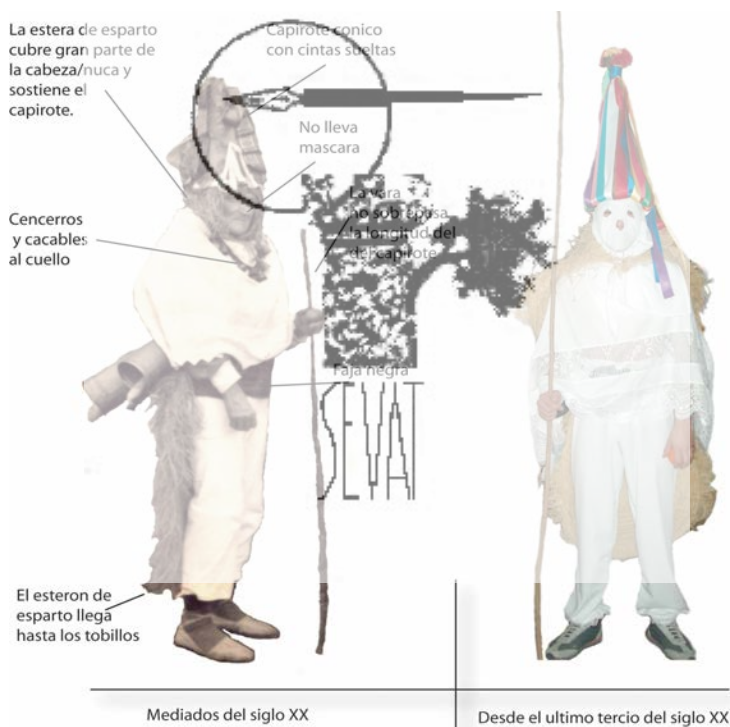 La estera de esparto
cubre gran parte de
la cabeza/nuca y
sostiene el
capirote.
Capirote conico
con cintas sueltas
No lleva
mascara
La vara
no sobrepasa
la longitud del
del capirote
Cencerros
y cacables
al cuello
Faja negra
SEVAT
El esteron de
esparto llega
hasta los tobillos
Mediados del siglo XX
Desde el ultimo tercio del siglo XX